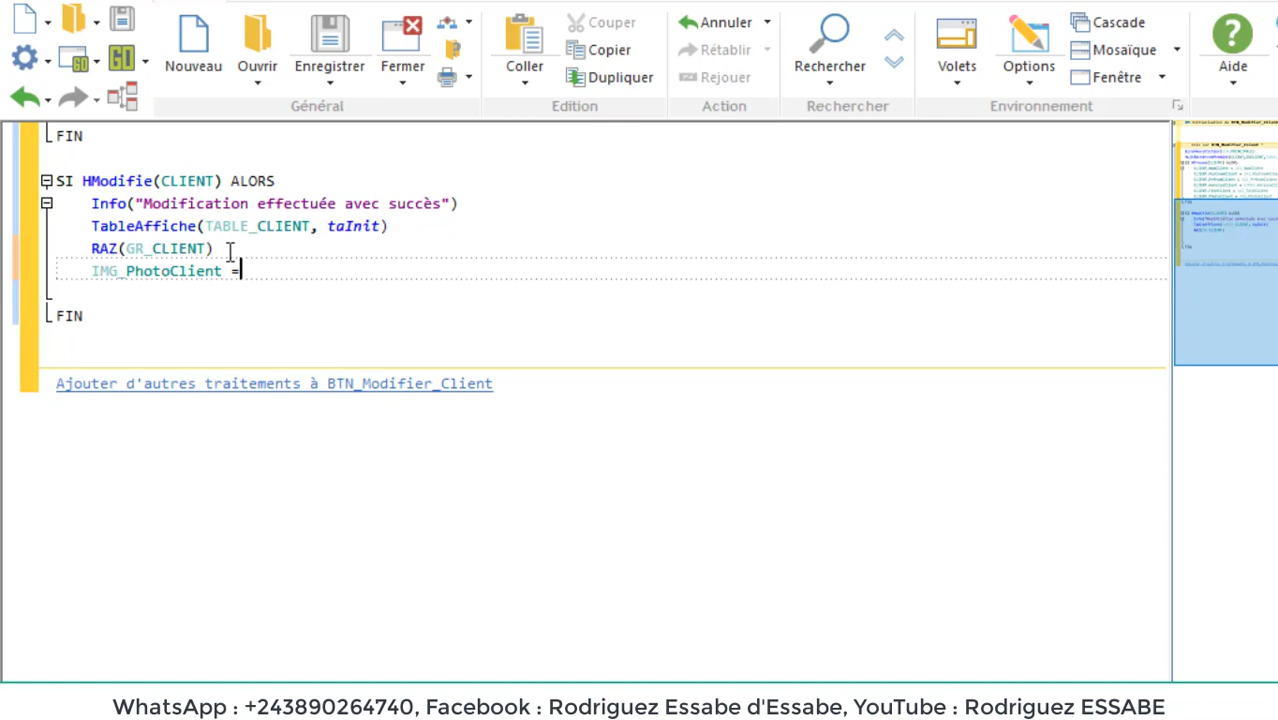 Nouveau
Ouvrir
Enregistrer
Fermer
Général
Coller
Couper
Copier
Dupliquer
Edition
Annuler
Rétablir
Rejouer
Action
Rechercher
Rechercher
Volets
Options
Cascade
Mosaïque
Fenêtre
Environnement
Aide
GO
GO
FIN
SI HModifie(CLIENT) ALORS
Info("Modification effectuée avec succès")
TableAffiche(TABLE_CLIENT, taInit)
RAZ(GR_CLIENT)
IMG_PhotoClient =
FIN
Ajouter d'autres traitements à BTN_Modifier_Client
WhatsApp : +243890264740, Facebook : Rodriguez Essabe d'Essabe, YouTube : Rodriguez ESSABE